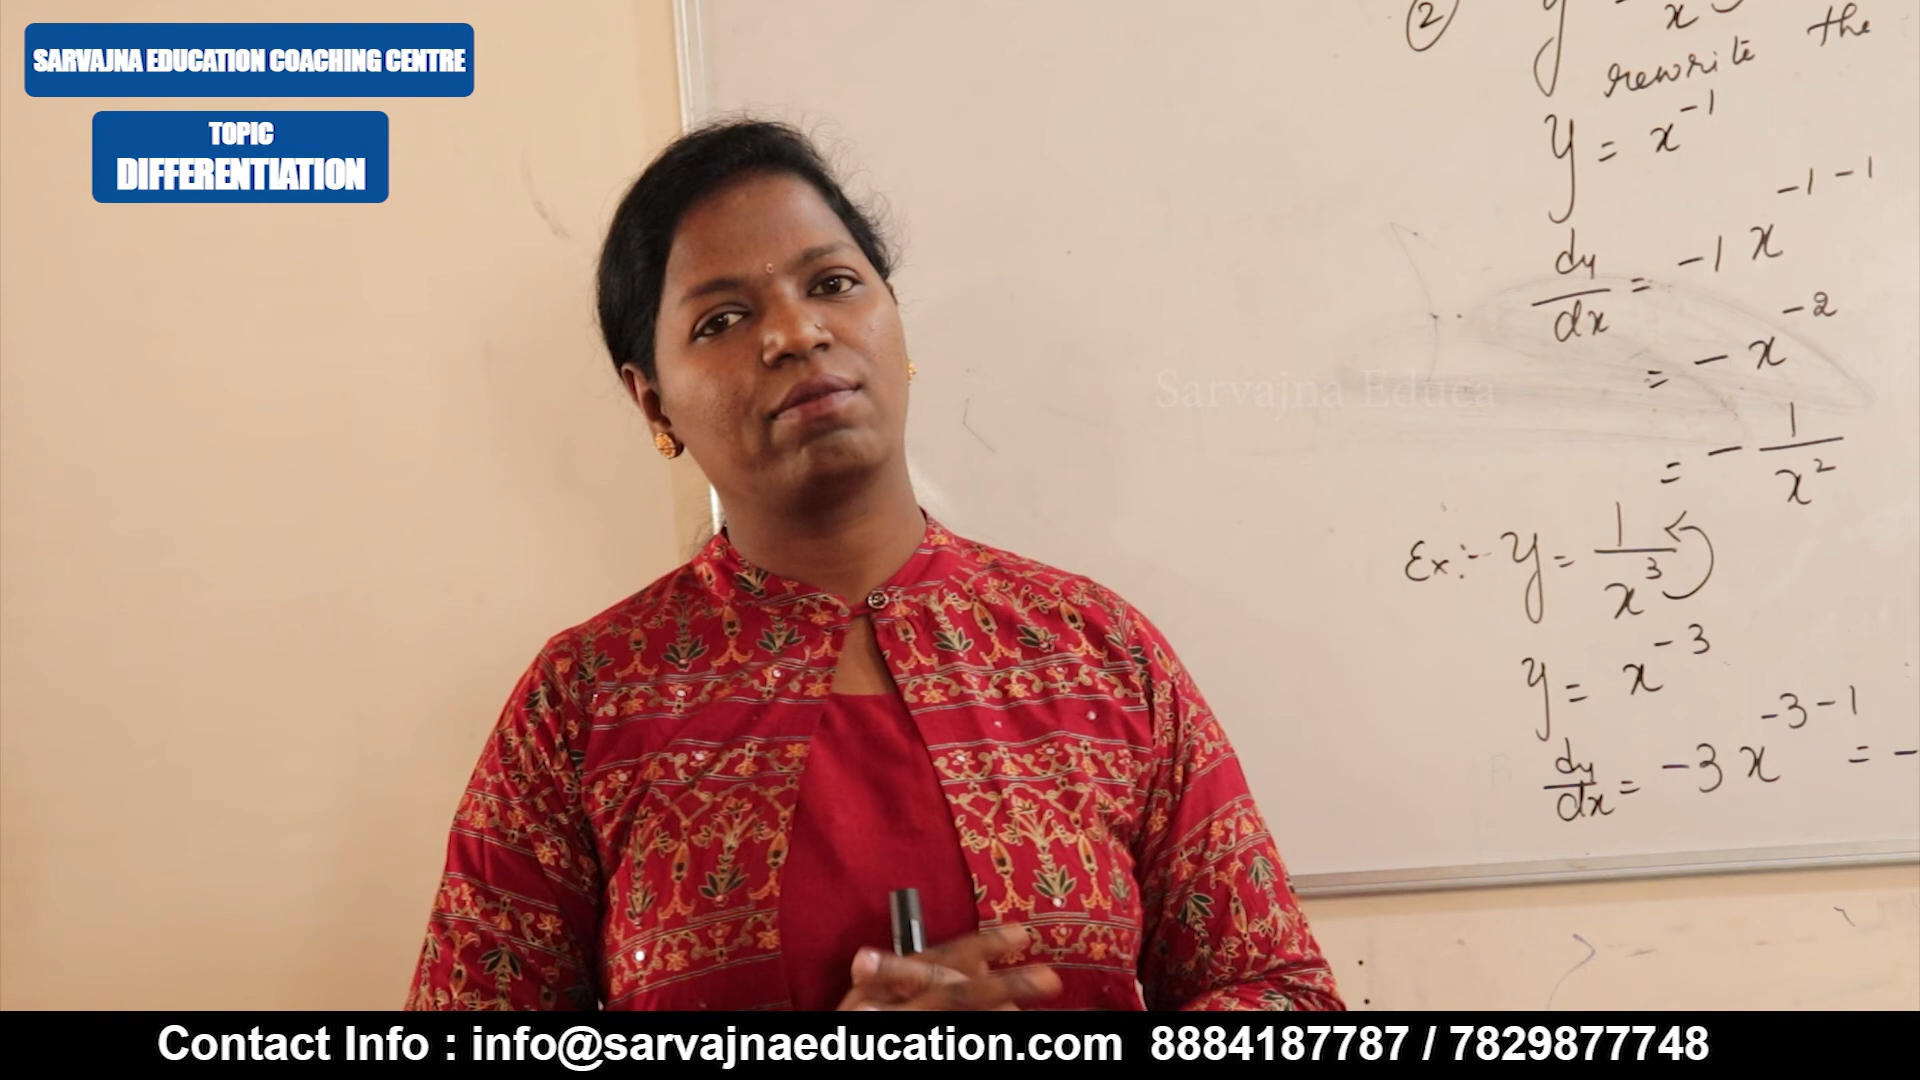 SARVAJNA EDUCATION COACHING CENTRE
TOPIC
DIFFERENTIATION
② y = 1/x
rewrite the
y = x^-1
dy/dx = -1 x^-1-1
= - x^-2
= - 1/x^2
Sarvajna Educa
Ex:- y = 1/x^3
y = x^-3
dy/dx = -3 x^-3-1 = -
Contact Info : info@sarvajnaeducation.com 8884187787 / 7829877748